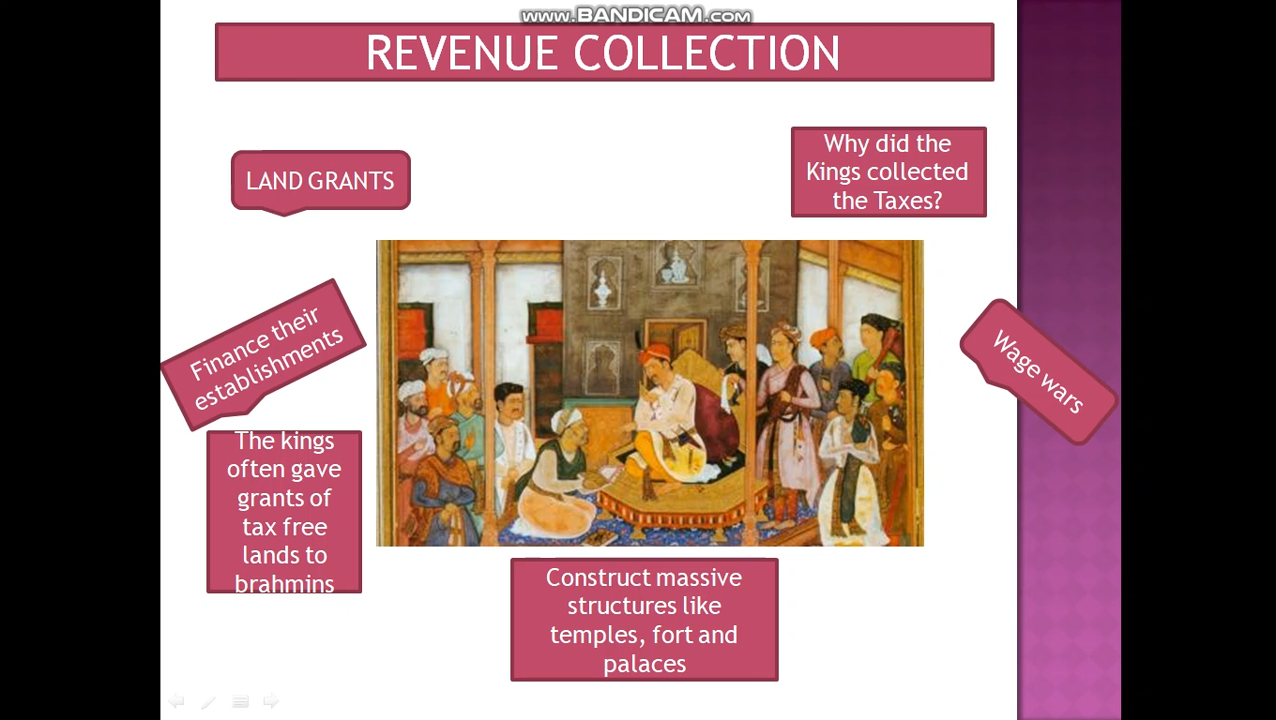 www.BANDICAM.com
REVENUE COLLECTION
LAND GRANTS
Why did the
Kings collected
the Taxes?
Finance their
establishments
Wage wars
The kings
often gave
grants of
tax free
lands to
brahmins
Construct massive
structures like
temples, fort and
palaces